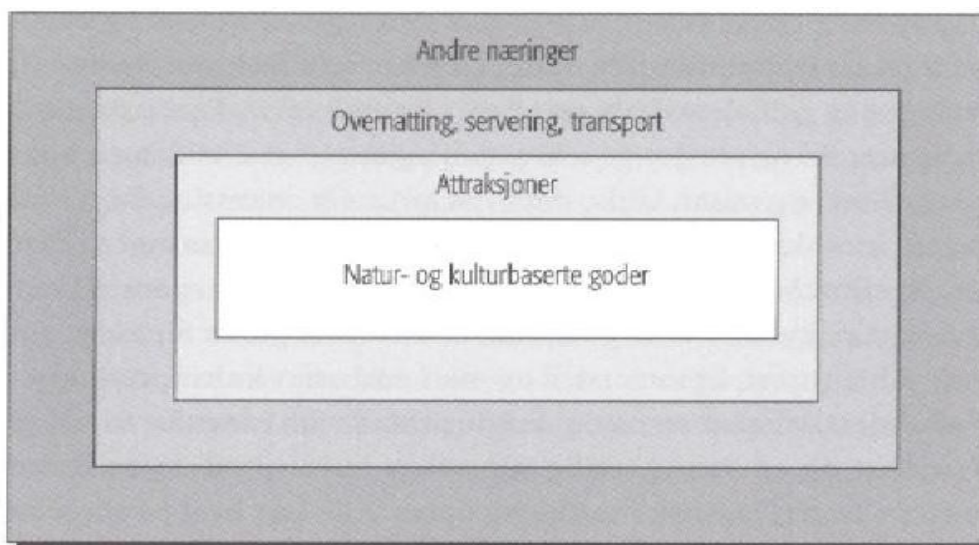 Andre næringer
Overnatting, servering, transport
Attraksjoner
Natur- og kulturbaserte goder